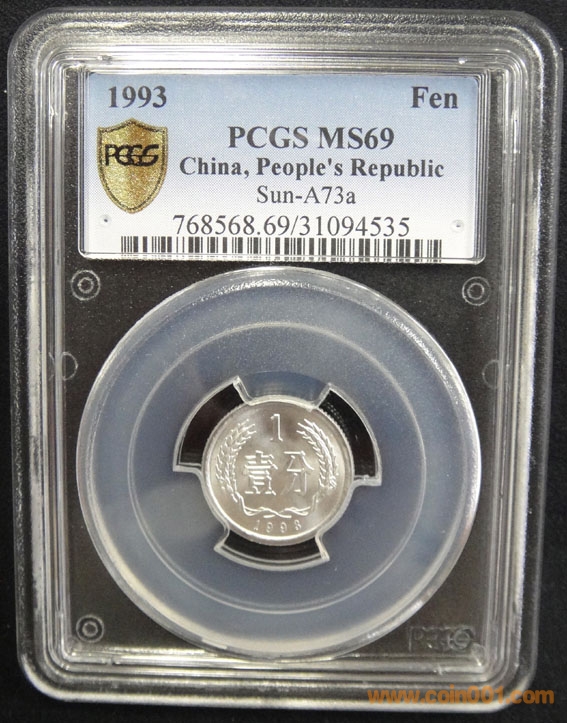 1993 Fen
PCGS PCGS MS69
China, People's Republic
Sun-A73a
768568.69/31094535
1
壹分
1993
PCGS
www.coin001.com